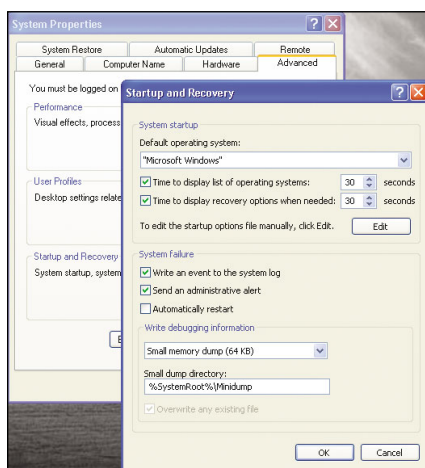 System Properties
System Restore Automatic Updates Remote
General Computer Name Hardware Advanced
You must be logged on
Performance
Visual effects, process
User Profiles
Desktop settings relate
Startup and Recovery
System startup, system
E
Startup and Recovery
System startup
Default operating system:
"Microsoft Windows"
Time to display list of operating systems: 30 seconds
Time to display recovery options when needed: 30 seconds
To edit the startup options file manually, click Edit. Edit
System failure
Write an event to the system log
Send an administrative alert
Automatically restart
Write debugging information
Small memory dump (64 KB)
Small dump directory:
%SystemRoot%\Minidump
Overwrite any existing file
OK Cancel